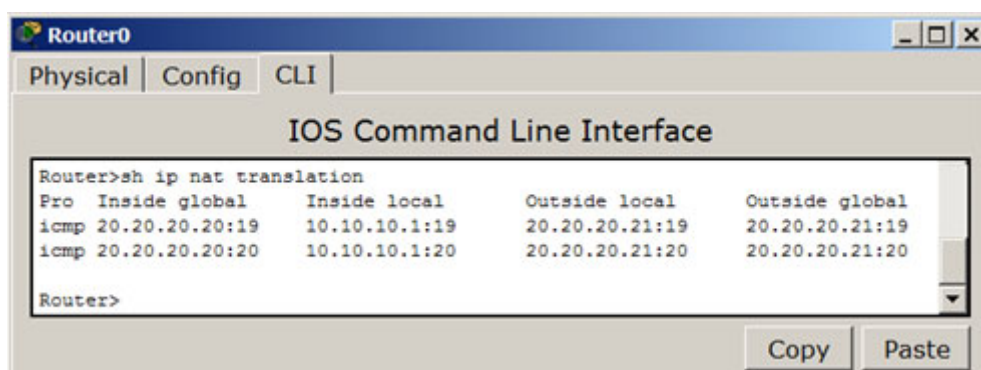 Router0
Physical Config CLI
IOS Command Line Interface
Router>sh ip nat translation
Pro Inside global Inside local Outside local Outside global
icmp 20.20.20.20:19 10.10.10.1:19 20.20.20.21:19 20.20.20.21:19
icmp 20.20.20.20:20 10.10.10.1:20 20.20.20.21:20 20.20.20.21:20
Router>
Copy Paste